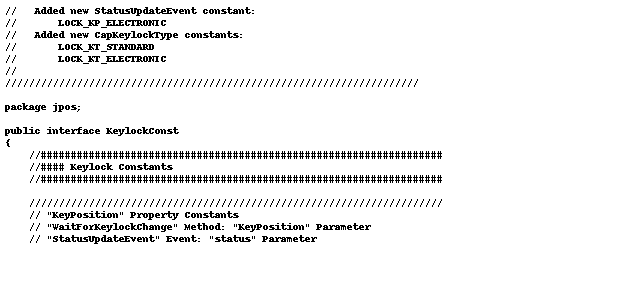 //   Added new StatusUpdateEvent constant:
//       LOCK_KP_ELECTRONIC
//   Added new CapKeylockType constants:
//       LOCK_KT_STANDARD
//       LOCK_KT_ELECTRONIC
//
/////////////////////////////////////////////////////////////////////

package jpos;

public interface KeylockConst
{
    //###################################################################
    //#### Keylock Constants
    //###################################################################

    /////////////////////////////////////////////////////////////////////
    // "KeyPosition" Property Constants
    // "WaitForKeylockChange" Method: "KeyPosition" Parameter
    // "StatusUpdateEvent" Event: "status" Parameter